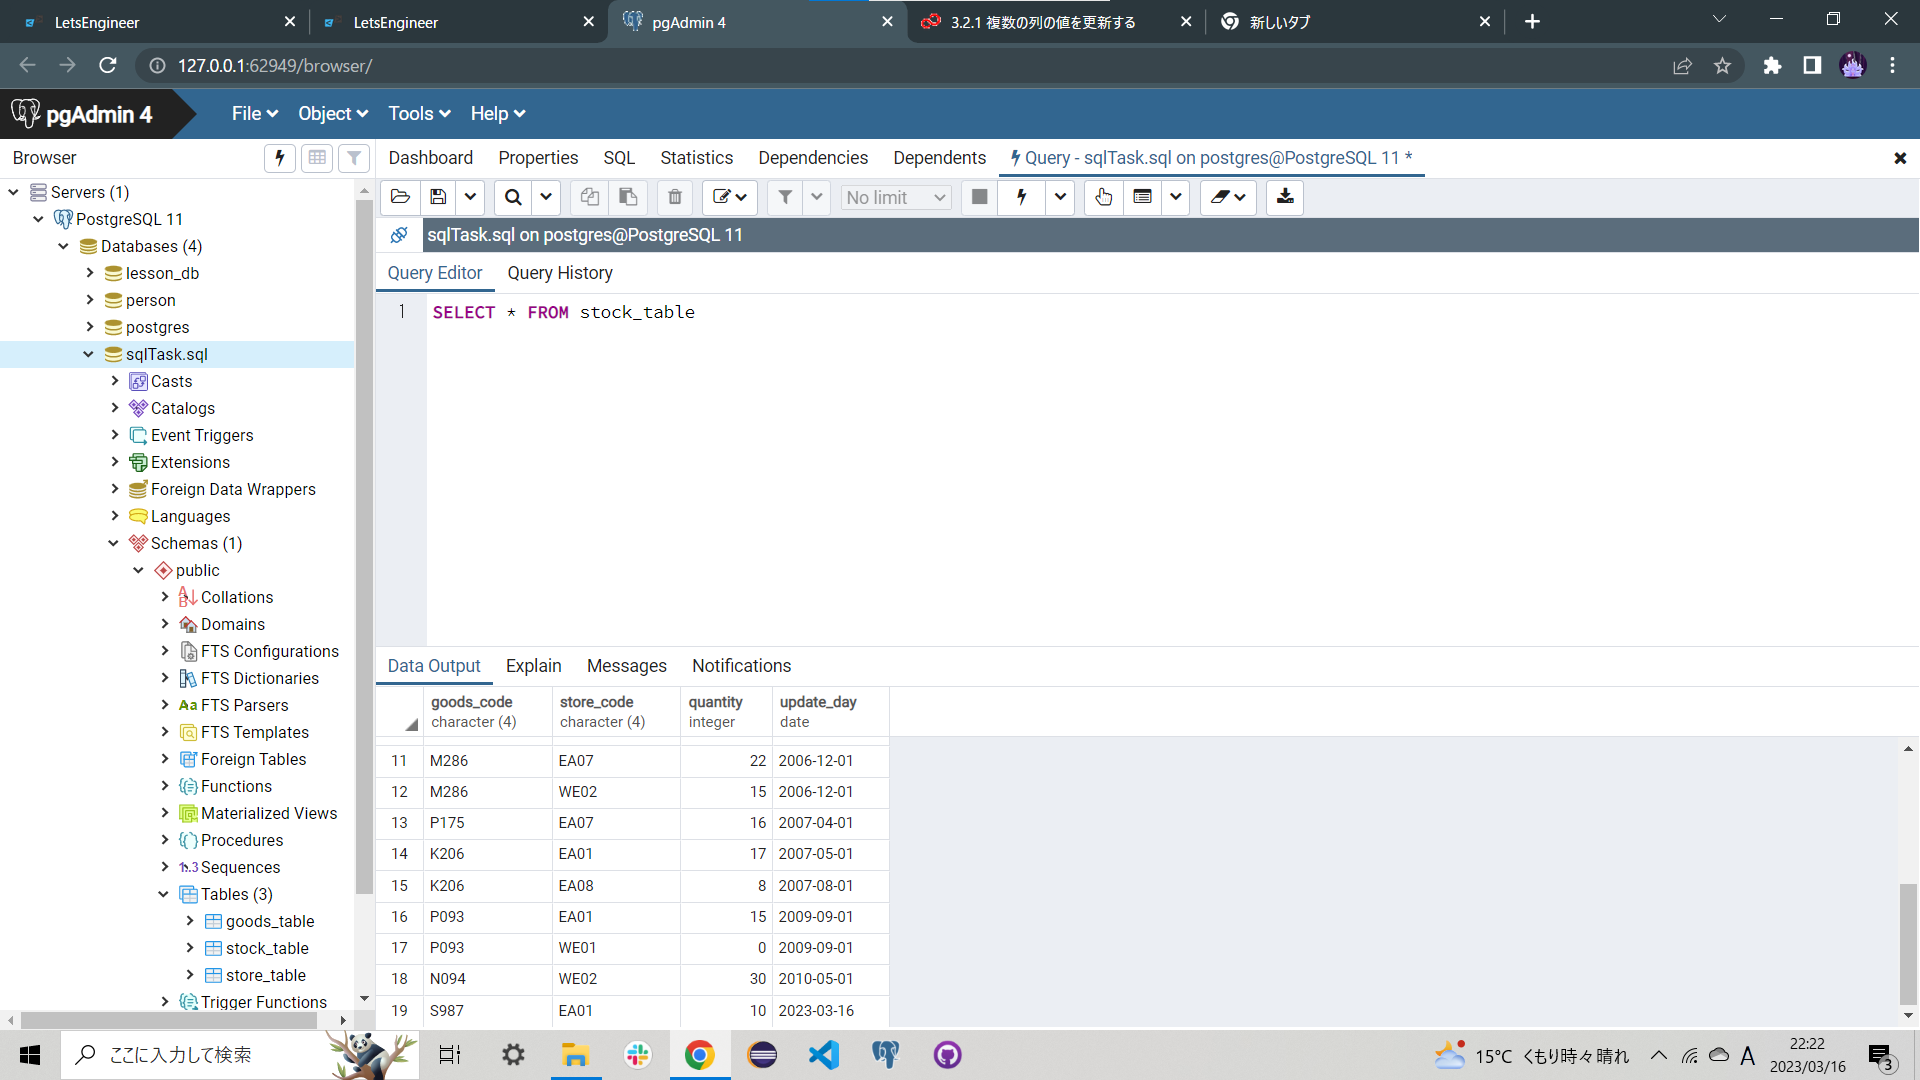 LetsEngineer
LetsEngineer
pgAdmin 4
3.2.1 複数の列の値を更新する
新しいタブ
127.0.0.1:62949/browser/
pgAdmin 4
File
Object
Tools
Help
Browser
Dashboard
Properties
SQL
Statistics
Dependencies
Dependents
Query - sqlTask.sql on postgres@PostgreSQL 11 *
No limit
sqlTask.sql on postgres@PostgreSQL 11
Query Editor
Query History
1
SELECT * FROM stock_table
Servers (1)
PostgreSQL 11
Databases (4)
lesson_db
person
postgres
sqlTask.sql
Casts
Catalogs
Event Triggers
Extensions
Foreign Data Wrappers
Languages
Schemas (1)
public
Collations
Domains
FTS Configurations
FTS Dictionaries
Aa FTS Parsers
FTS Templates
Foreign Tables
Functions
Materialized Views
Procedures
1..3 Sequences
Tables (3)
goods_table
stock_table
store_table
Trigger Functions
Data Output
Explain
Messages
Notifications
goods_code character (4)
store_code character (4)
quantity integer
update_day date
11 M286 EA07 22 2006-12-01
12 M286 WE02 15 2006-12-01
13 P175 EA07 16 2007-04-01
14 K206 EA01 17 2007-05-01
15 K206 EA08 8 2007-08-01
16 P093 EA01 15 2009-09-01
17 P093 WE01 0 2009-09-01
18 N094 WE02 30 2010-05-01
19 S987 EA01 10 2023-03-16
ここに入力して検索
15°C くもり時々晴れ
A
22:22
2023/03/16
3